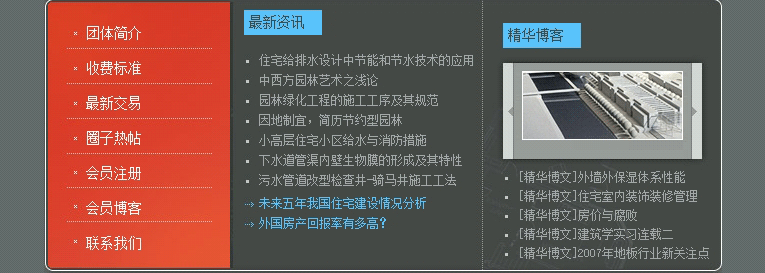 团体简介
收费标准
最新交易
圈子热帖
会员注册
会员博客
联系我们
最新资讯
住宅给排水设计中节能和节水技术的应用
中西方园林艺术之浅论
园林绿化工程的施工工序及其规范
因地制宜，简历节约型园林
小高层住宅小区给水与消防措施
下水道管渠内壁生物膜的形成及其特性
污水管道改型检查井-骑马井施工工法
未来五年我国住宅建设情况分析
外国房产回报率有多高?
精华博客
[精华博文]外墙外保湿体系性能
[精华博文]住宅室内装饰装修管理
[精华博文]房价与腐败
[精华博文]建筑学实习连载二
[精华博文]2007年地板行业新关注点